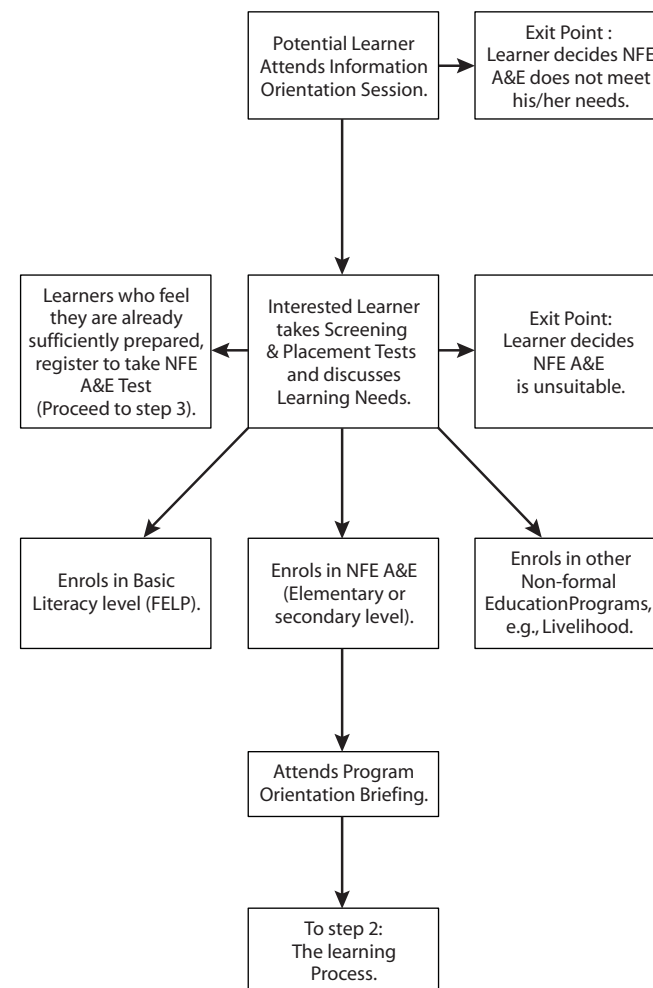 Potential Learner
Attends Information
Orientation Session.
Exit Point :
Learner decides NFE
A&E does not meet
his/her needs.
Learners who feel
they are already
sufficiently prepared,
register to take NFE
A&E Test
(Proceed to step 3).
Interested Learner
takes Screening
& Placement Tests
and discusses
Learning Needs.
Exit Point:
Learner decides
NFE A&E
is unsuitable.
Enrols in Basic
Literacy level (FELP).
Enrols in NFE A&E
(Elementary or
secondary level).
Enrols in other
Non-formal
EducationPrograms,
e.g., Livelihood.
Attends Program
Orientation Briefing.
To step 2:
The learning
Process.